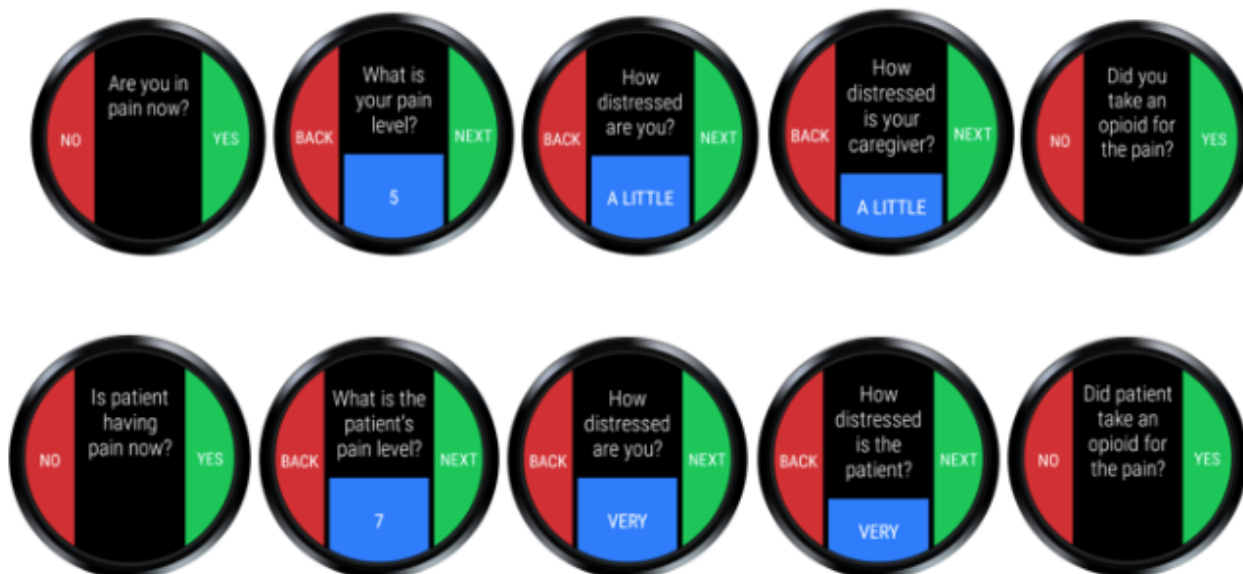 Are you in
pain now?
NO
YES
What is
your pain
level?
BACK
NEXT
5
How
distressed
are you?
BACK
NEXT
A LITTLE
How
distressed
is your
caregiver?
BACK
NEXT
A LITTLE
Did you
take an
opioid for
the pain?
NO
YES
Is patient
having
pain now?
NO
YES
What is the
patient's
pain level?
BACK
NEXT
7
How
distressed
are you?
BACK
NEXT
VERY
How
distressed
is the
patient?
BACK
NEXT
VERY
Did patient
take an
opioid for
the pain?
NO
YES